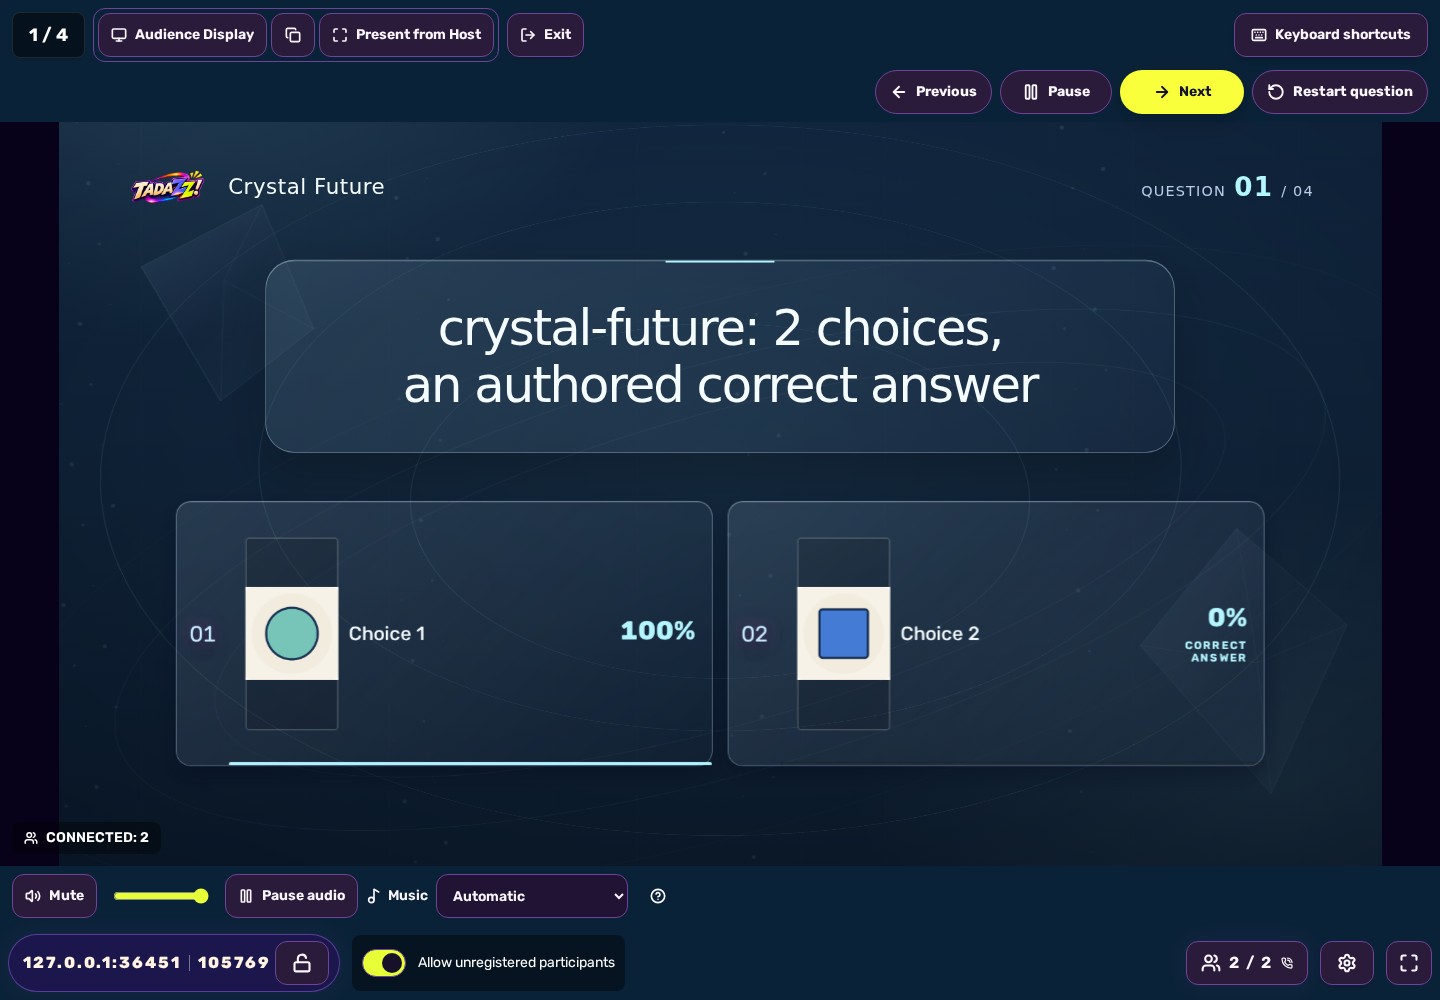 1 / 4
Audience Display
Present from Host
Exit
Keyboard shortcuts
Previous
Pause
Next
Restart question
TADAZZ!
Crystal Future
QUESTION 01 / 04
crystal-future: 2 choices,
an authored correct answer
01
Choice 1
100%
02
Choice 2
0%
CORRECT
ANSWER
CONNECTED: 2
Mute
Pause audio
Music
Automatic
127.0.0.1:36451
105769
Allow unregistered participants
2 / 2